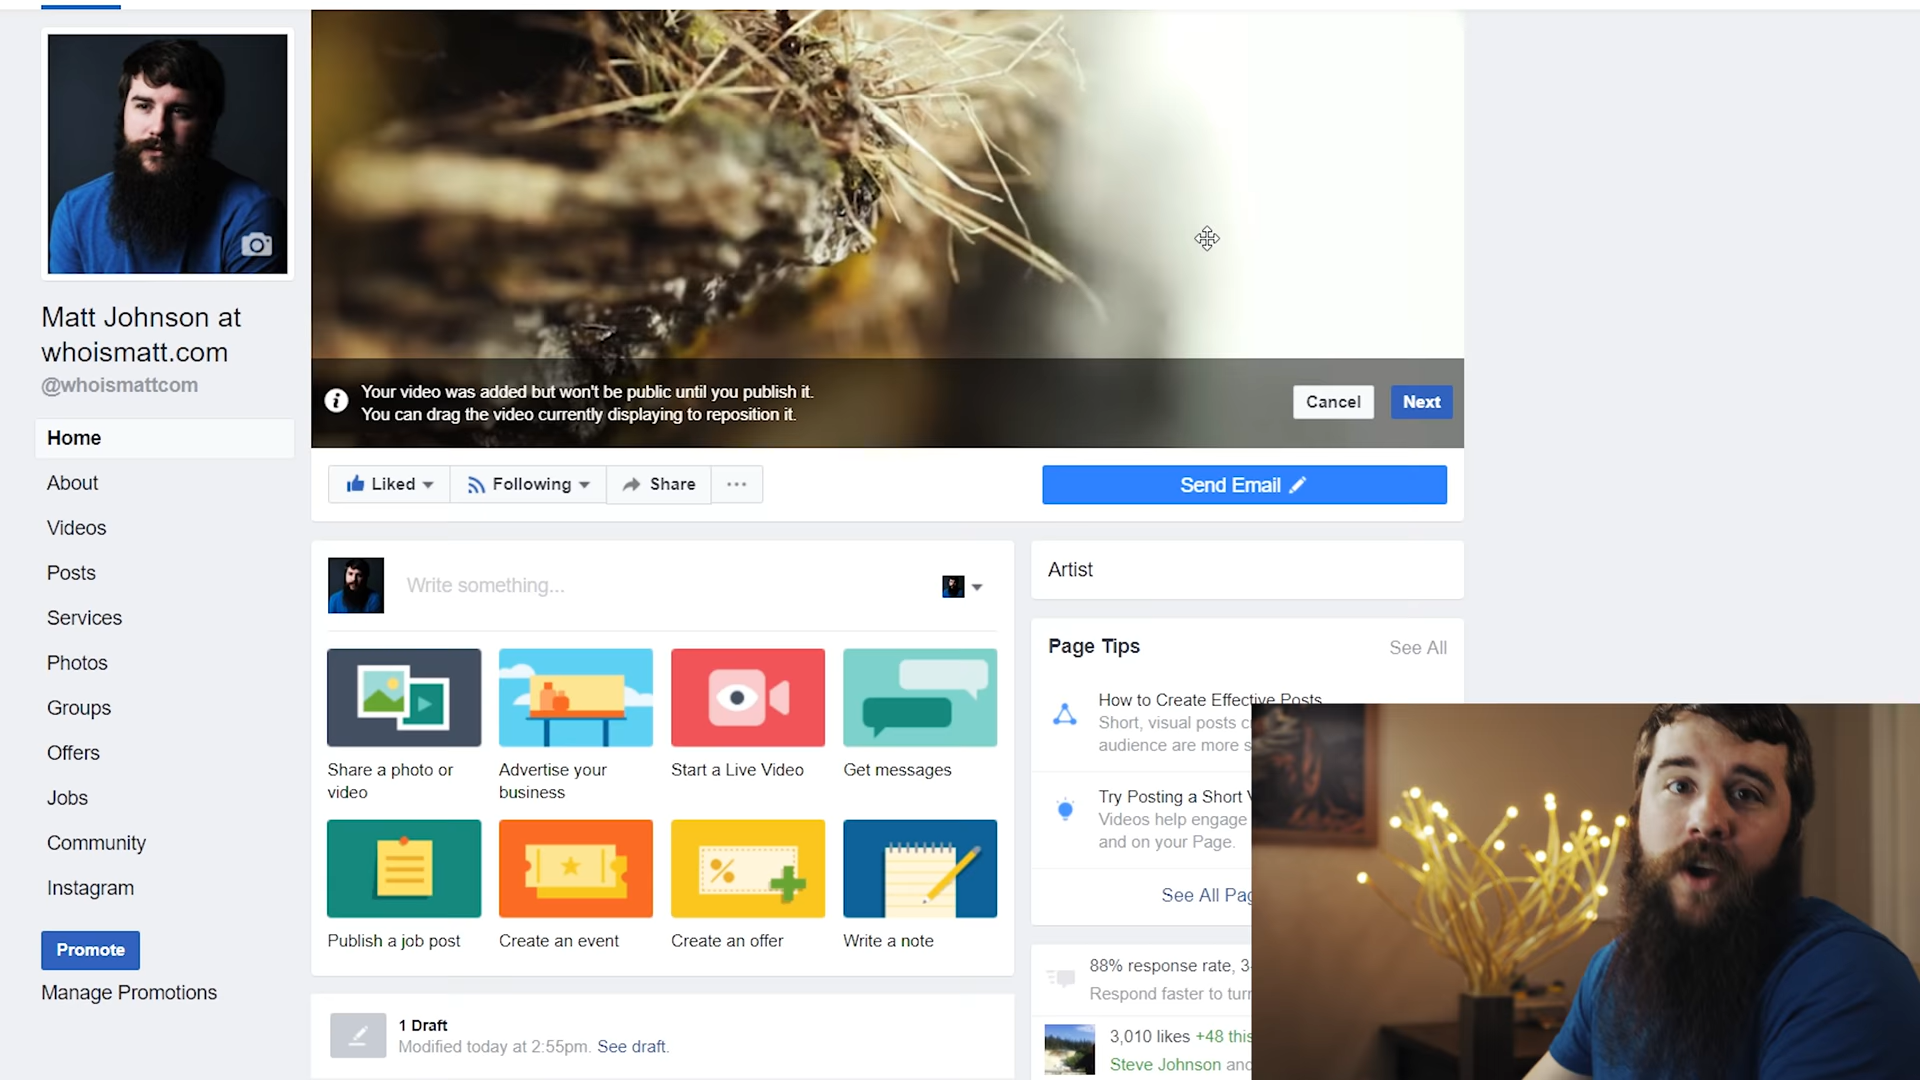 Matt Johnson at
whoismatt.com
@whoismattcom
Home
About
Videos
Posts
Services
Photos
Groups
Offers
Jobs
Community
Instagram
Promote
Manage Promotions
Your video was added but won't be public until you publish it.
You can drag the video currently displaying to reposition it.
Cancel
Next
Liked
Following
Share
Send Email
Write something...
Share a photo or
video
Advertise your
business
Start a Live Video
Get messages
Publish a job post
Create an event
Create an offer
Write a note
1 Draft
Modified today at 2:55pm. See draft.
Artist
Page Tips
See All
How to Create Effective Posts
Short, visual posts
audience are more
Try Posting a Short
Videos help engage
and on your Page.
See All
88% response rate,
Respond faster to
3,010 likes +48 this
Steve Johnson and